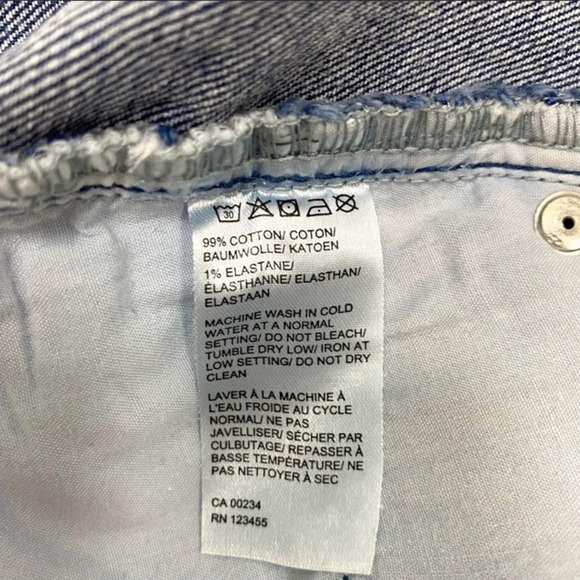 30
99% COTTON/ COTON/
BAUMWOLLE/ KATOEN
1% ELASTANE/
ÉLASTHANNE/ ELASTHAN/
ELASTAAN
MACHINE WASH IN COLD
WATER AT A NORMAL
SETTING/ DO NOT BLEACH/
TUMBLE DRY LOW/ IRON AT
LOW SETTING/ DO NOT DRY
CLEAN
LAVER À LA MACHINE À
L'EAU FROIDE AU CYCLE
NORMAL/ NE PAS
JAVELLISER/ SÉCHER PAR
CULBUTAGE/ REPASSER À
BASSE TEMPÉRATURE/ NE
PAS NETTOYER À SEC
CA 00234
RN 123455